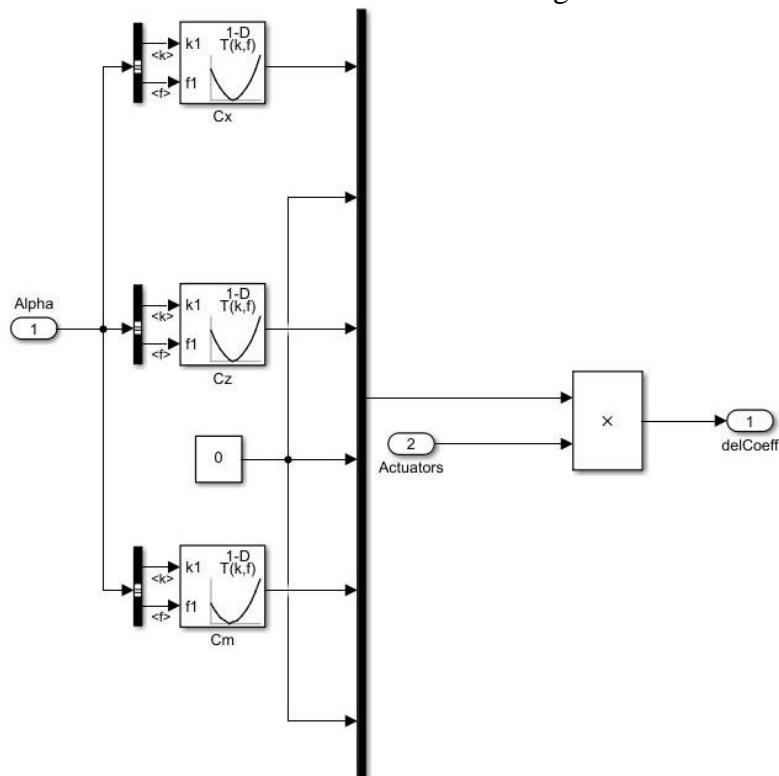 1-D
T(k,f)
k1
f1
<k>
<f>
Cx
Alpha
1
1-D
T(k,f)
k1
f1
<k>
<f>
Cz
0
2
Actuators
×
1
delCoeff
1-D
T(k,f)
k1
f1
<k>
<f>
Cm